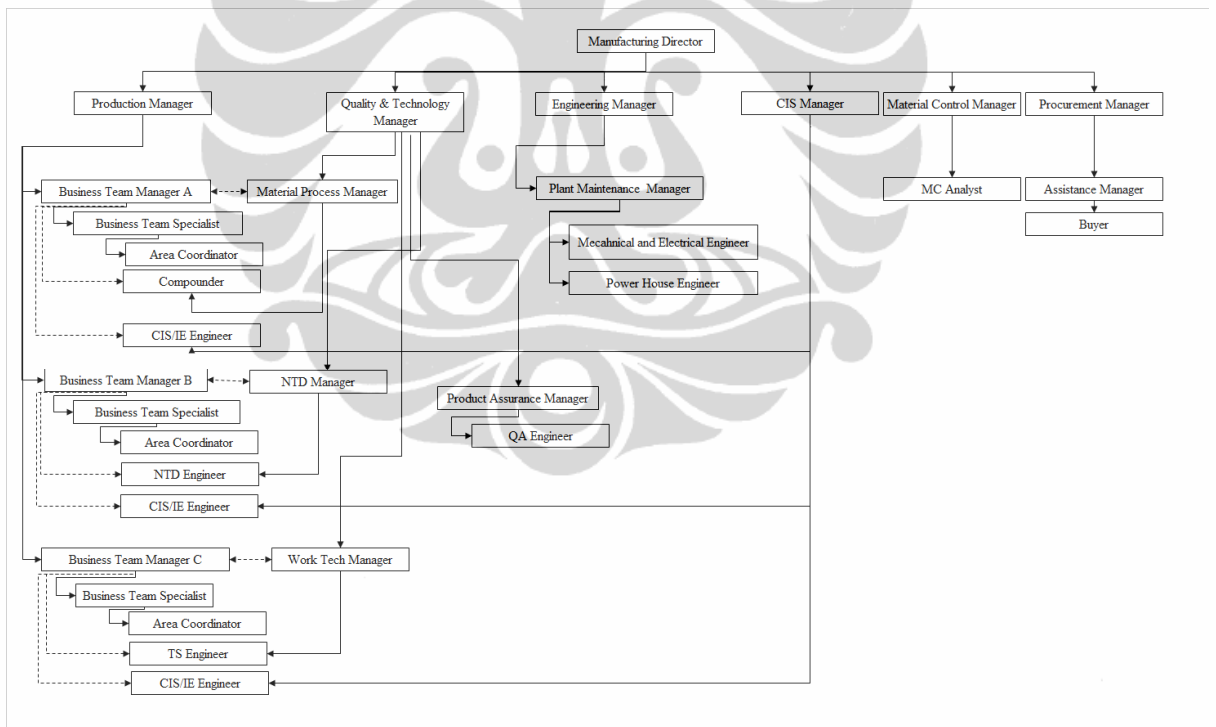 Manufacturing Director
Production Manager
Quality & Technology
Manager
Engineering Manager
CIS Manager
Material Control Manager
Procurement Manager
Business Team Manager A
Material Process Manager
Plant Maintenance Manager
MC Analyst
Assistance Manager
Business Team Specialist
Buyer
Area Coordinator
Mecahnical and Electrical Engineer
Compounder
Power House Engineer
CIS/IE Engineer
Business Team Manager B
NTD Manager
Product Assurance Manager
Business Team Specialist
Area Coordinator
QA Engineer
NTD Engineer
CIS/IE Engineer
Business Team Manager C
Work Tech Manager
Business Team Specialist
Area Coordinator
TS Engineer
CIS/IE Engineer